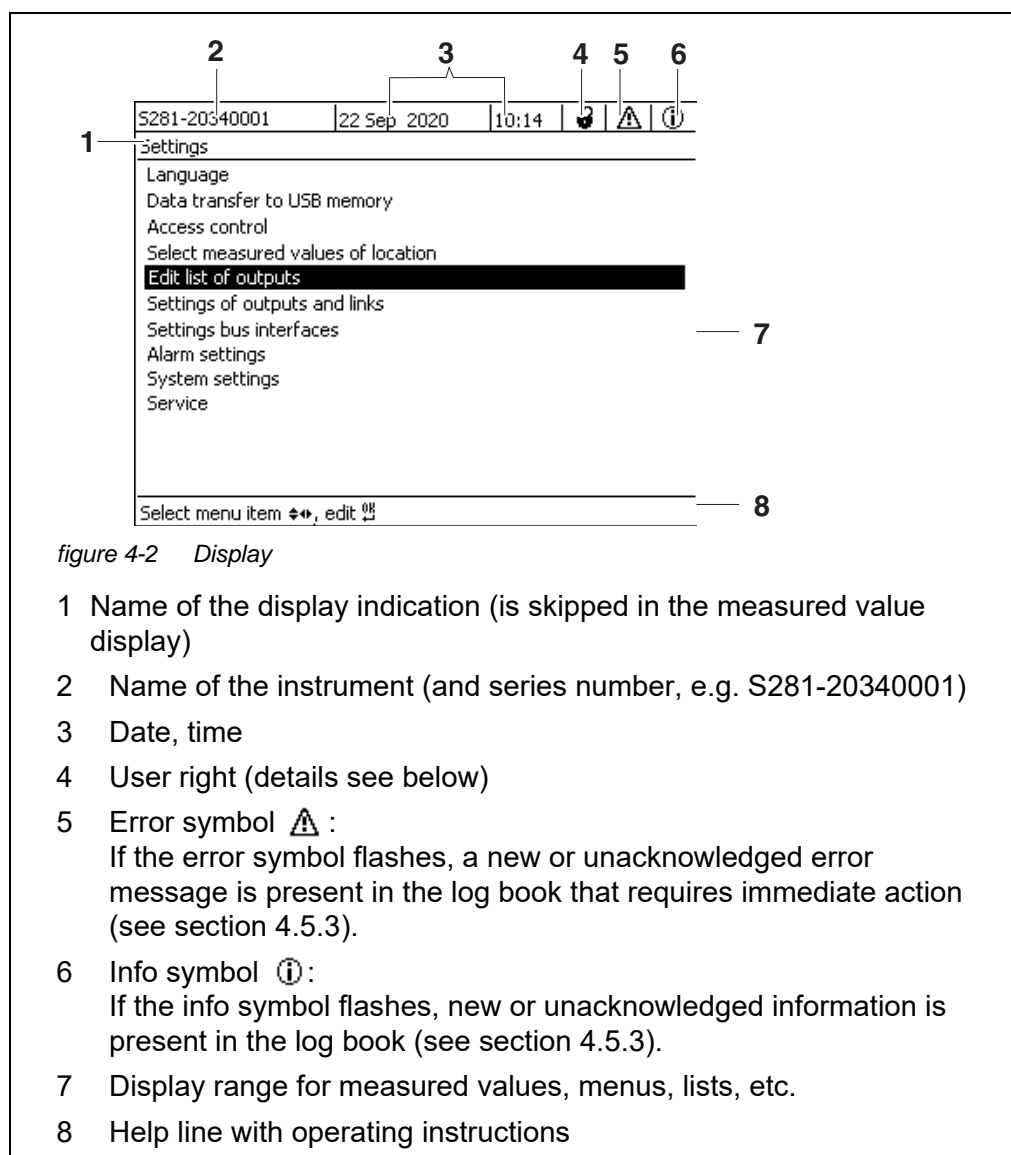 2 3 4 5 6
S281-20340001 22 Sep 2020 10:14
1
Settings
Language
Data transfer to USB memory
Access control
Select measured values of location
Edit list of outputs
Settings of outputs and links
Settings bus interfaces
7
Alarm settings
System settings
Service
Select menu item, edit OK
8
figure 4-2 Display
1 Name of the display indication (is skipped in the measured value
display)
2 Name of the instrument (and series number, e.g. S281-20340001)
3 Date, time
4 User right (details see below)
5 Error symbol ⚠ :
If the error symbol flashes, a new or unacknowledged error
message is present in the log book that requires immediate action
(see section 4.5.3).
6 Info symbol ⓘ:
If the info symbol flashes, new or unacknowledged information is
present in the log book (see section 4.5.3).
7 Display range for measured values, menus, lists, etc.
8 Help line with operating instructions